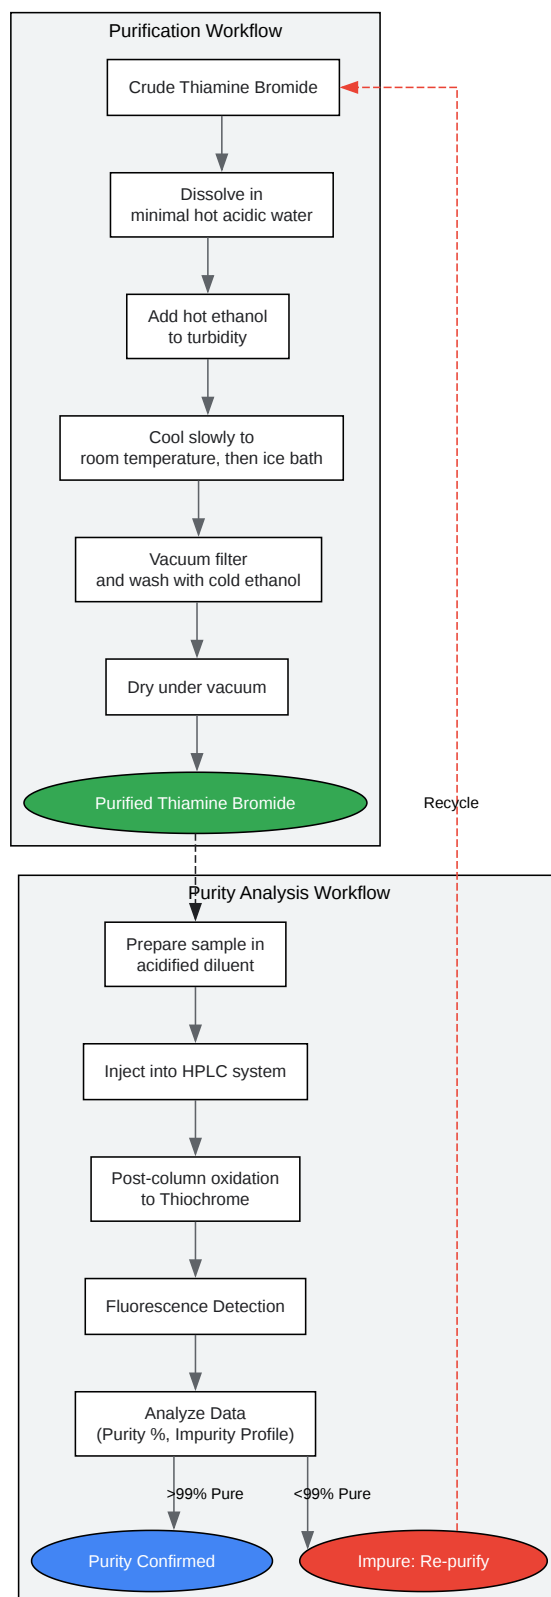 Purification Workflow
Crude Thiamine Bromide
Dissolve in
minimal hot acidic water
Add hot ethanol
to turbidity
Cool slowly to
room temperature, then ice bath
Vacuum filter
and wash with cold ethanol
Dry under vacuum
Purified Thiamine Bromide
Recycle
Purity Analysis Workflow
Prepare sample in
acidified diluent
Inject into HPLC system
Post-column oxidation
to Thiochrome
Fluorescence Detection
Analyze Data
(Purity %, Impurity Profile)
>99% Pure
<99% Pure
Purity Confirmed
Impure: Re-purify